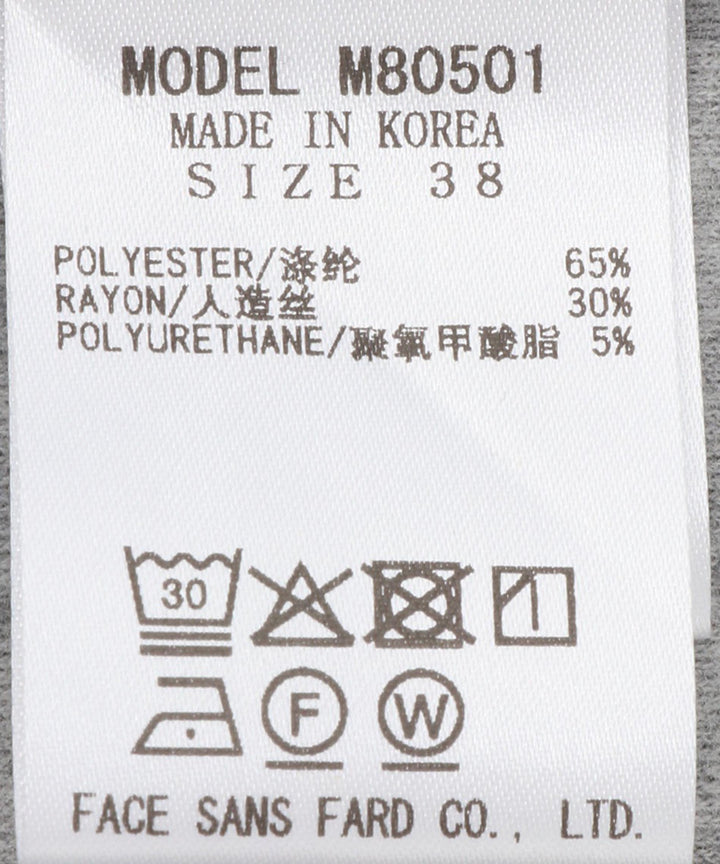 MODEL M80501
MADE IN KOREA
SIZE 38
POLYESTER/涤纶 65%
RAYON/人造丝 30%
POLYURETHANE/聚氧甲酸脂 5%
30
F W
FACE SANS FARD CO., LTD.